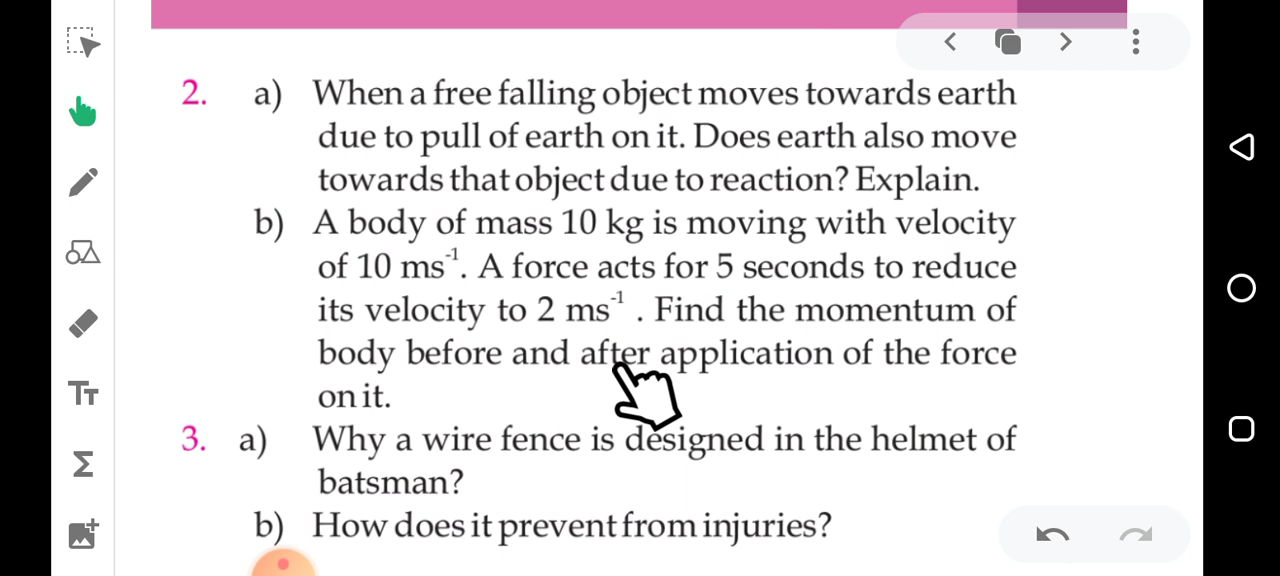 2. a) When a free falling object moves towards earth
due to pull of earth on it. Does earth also move
towards that object due to reaction? Explain.
b) A body of mass 10 kg is moving with velocity
of 10 ms⁻¹. A force acts for 5 seconds to reduce
its velocity to 2 ms⁻¹ . Find the momentum of
body before and after application of the force
on it.
3. a) Why a wire fence is designed in the helmet of
batsman?
b) How does it prevent from injuries?
TT
Σ